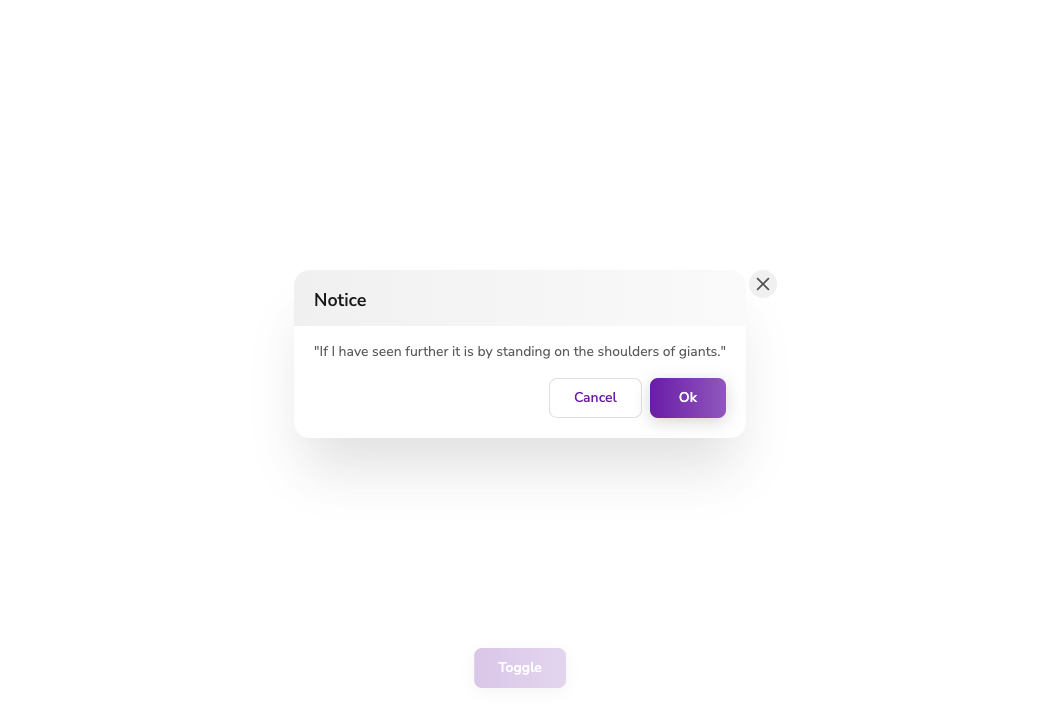 Notice
"If I have seen further it is by standing on the shoulders of giants."
Cancel Ok
Toggle